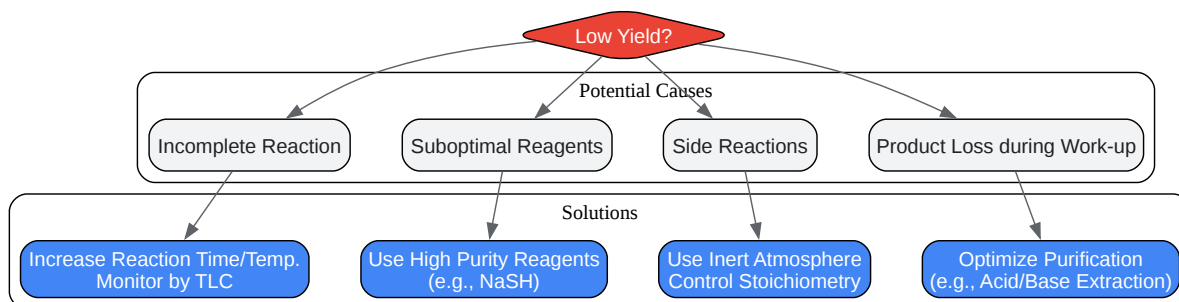 Low Yield?
Potential Causes
Incomplete Reaction
Suboptimal Reagents
Side Reactions
Product Loss during Work-up
Solutions
Increase Reaction Time/Temp.
Monitor by TLC
Use High Purity Reagents
(e.g., NaSH)
Use Inert Atmosphere
Control Stoichiometry
Optimize Purification
(e.g., Acid/Base Extraction)